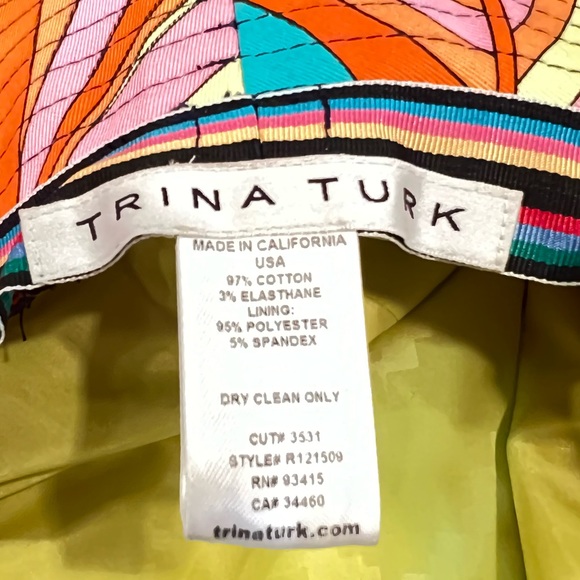 TRINA TURK
MADE IN CALIFORNIA
USA
97% COTTON
3% ELASTHANE
LINING:
95% POLYESTER
5% SPANDEX
DRY CLEAN ONLY
CUT# 3531
STYLE# R121509
RN# 93415
CA# 34460
trinaturk.com